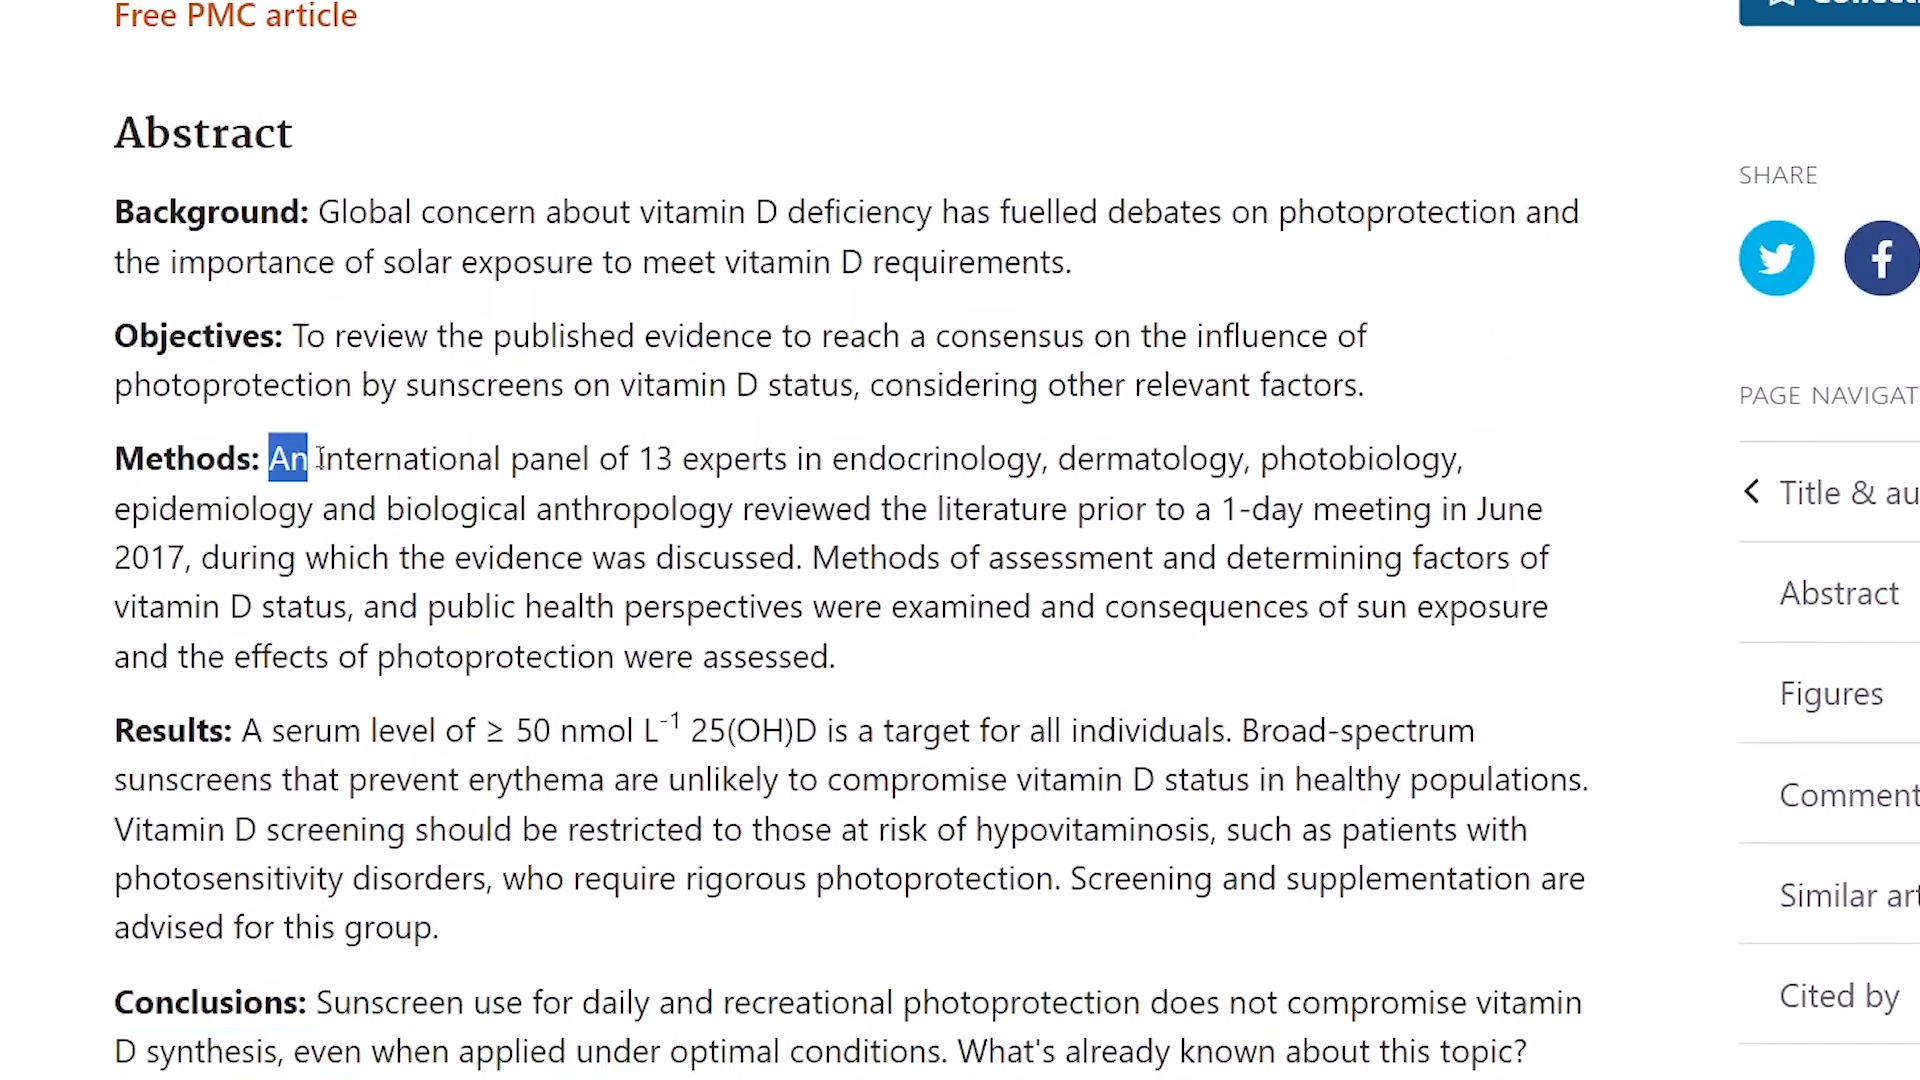 Free PMC article
Abstract
Background: Global concern about vitamin D deficiency has fuelled debates on photoprotection and
the importance of solar exposure to meet vitamin D requirements.
Objectives: To review the published evidence to reach a consensus on the influence of
photoprotection by sunscreens on vitamin D status, considering other relevant factors.
Methods: An international panel of 13 experts in endocrinology, dermatology, photobiology,
epidemiology and biological anthropology reviewed the literature prior to a 1-day meeting in June
2017, during which the evidence was discussed. Methods of assessment and determining factors of
vitamin D status, and public health perspectives were examined and consequences of sun exposure
and the effects of photoprotection were assessed.
Results: A serum level of ≥ 50 nmol L⁻¹ 25(OH)D is a target for all individuals. Broad-spectrum
sunscreens that prevent erythema are unlikely to compromise vitamin D status in healthy populations.
Vitamin D screening should be restricted to those at risk of hypovitaminosis, such as patients with
photosensitivity disorders, who require rigorous photoprotection. Screening and supplementation are
advised for this group.
Conclusions: Sunscreen use for daily and recreational photoprotection does not compromise vitamin
D synthesis, even when applied under optimal conditions. What's already known about this topic?
SHARE
PAGE NAVIGAT
Title & au
Abstract
Figures
Comment
Similar art
Cited by